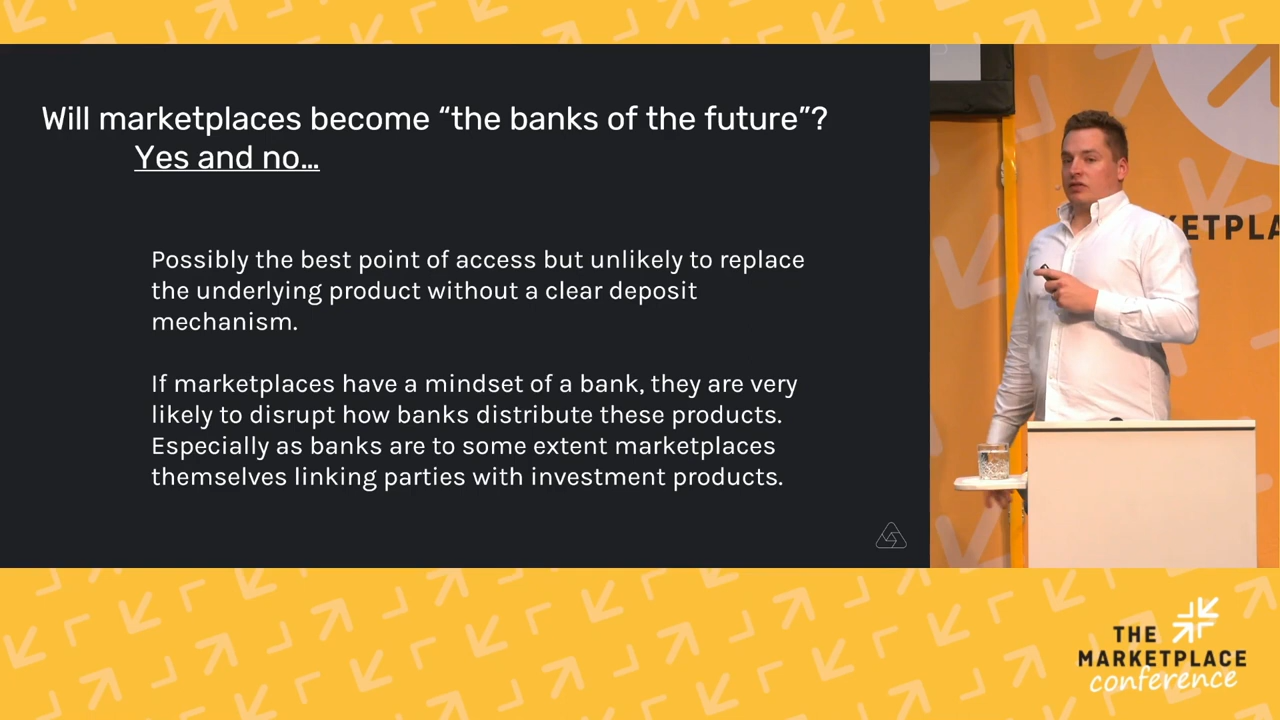 Will marketplaces become “the banks of the future”?
Yes and no...
Possibly the best point of access but unlikely to replace
the underlying product without a clear deposit
mechanism.
If marketplaces have a mindset of a bank, they are very
likely to disrupt how banks distribute these products.
Especially as banks are to some extent marketplaces
themselves linking parties with investment products.
ETPLA
THE
MARKETPLACE
conference